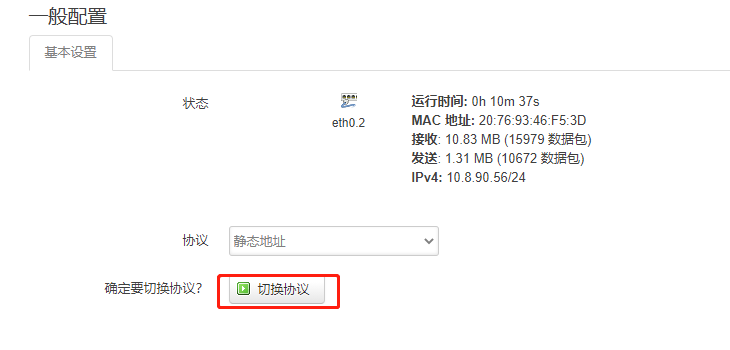 一般配置
基本设置
状态
eth0.2
运行时间: 0h 10m 37s
MAC 地址: 20:76:93:46:F5:3D
接收: 10.83 MB (15979 数据包)
发送: 1.31 MB (10672 数据包)
IPv4: 10.8.90.56/24
协议
静态地址
确定要切换协议？
切换协议